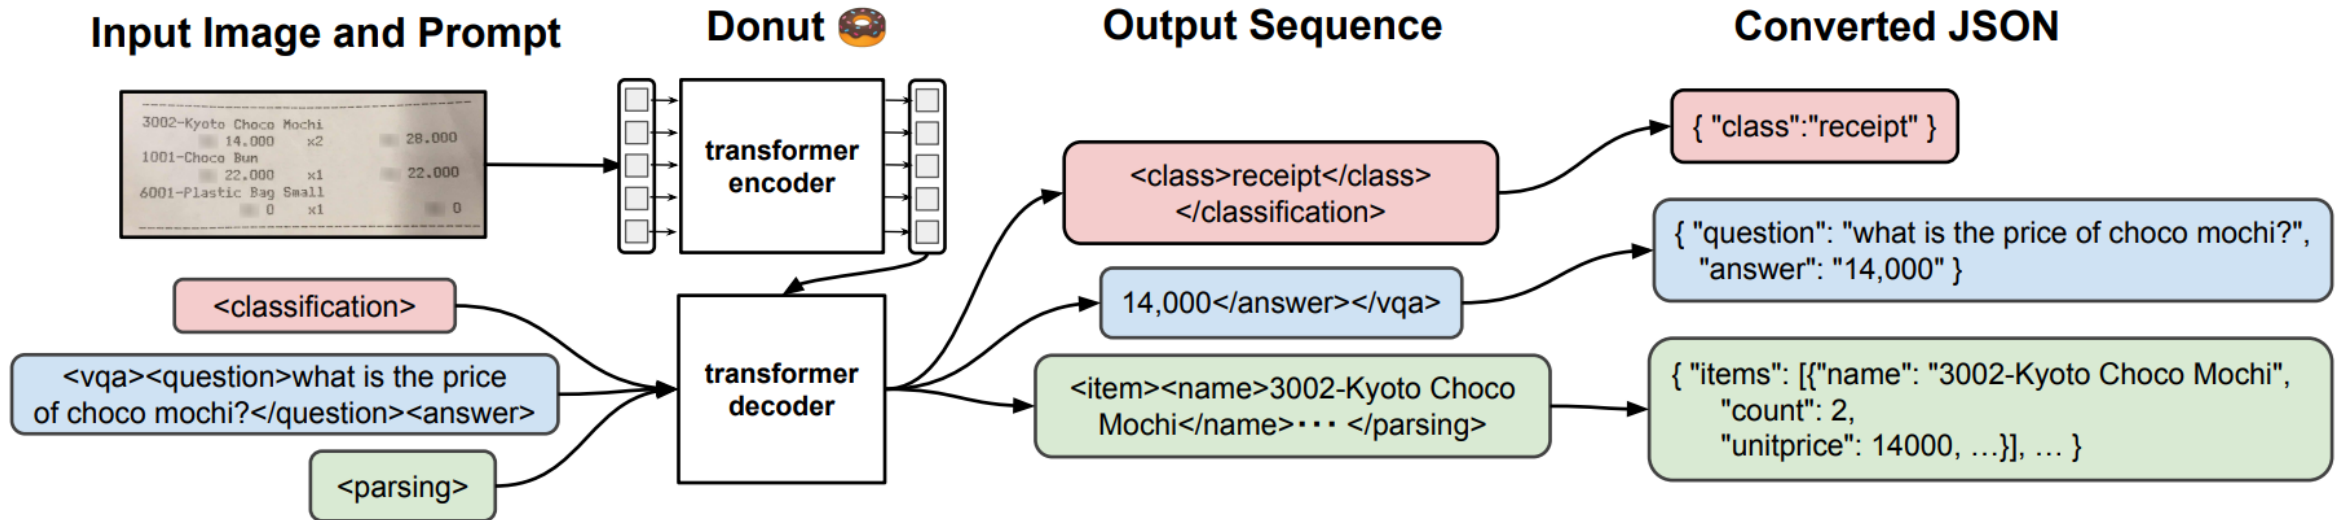 Input Image and Prompt
Donut 🍩
Output Sequence
Converted JSON
--------------------------------
3002-Kyoto Choco Mochi
14.000 x2 28.000
1001-Choco Bun
22.000 x1 22.000
6001-Plastic Bag Small
0 x1 0
--------------------------------
<classification>
<vqa><question>what is the price
of choco mochi?</question><answer>
<parsing>
transformer
encoder
transformer
decoder
<class>receipt</class>
</classification>
14,000</answer></vqa>
<item><name>3002-Kyoto Choco
Mochi</name>··· </parsing>
{ "class":"receipt" }
{ "question": "what is the price of choco mochi?",
"answer": "14,000" }
{ "items": [{"name": "3002-Kyoto Choco Mochi",
"count": 2,
"unitprice": 14000, …}], … }